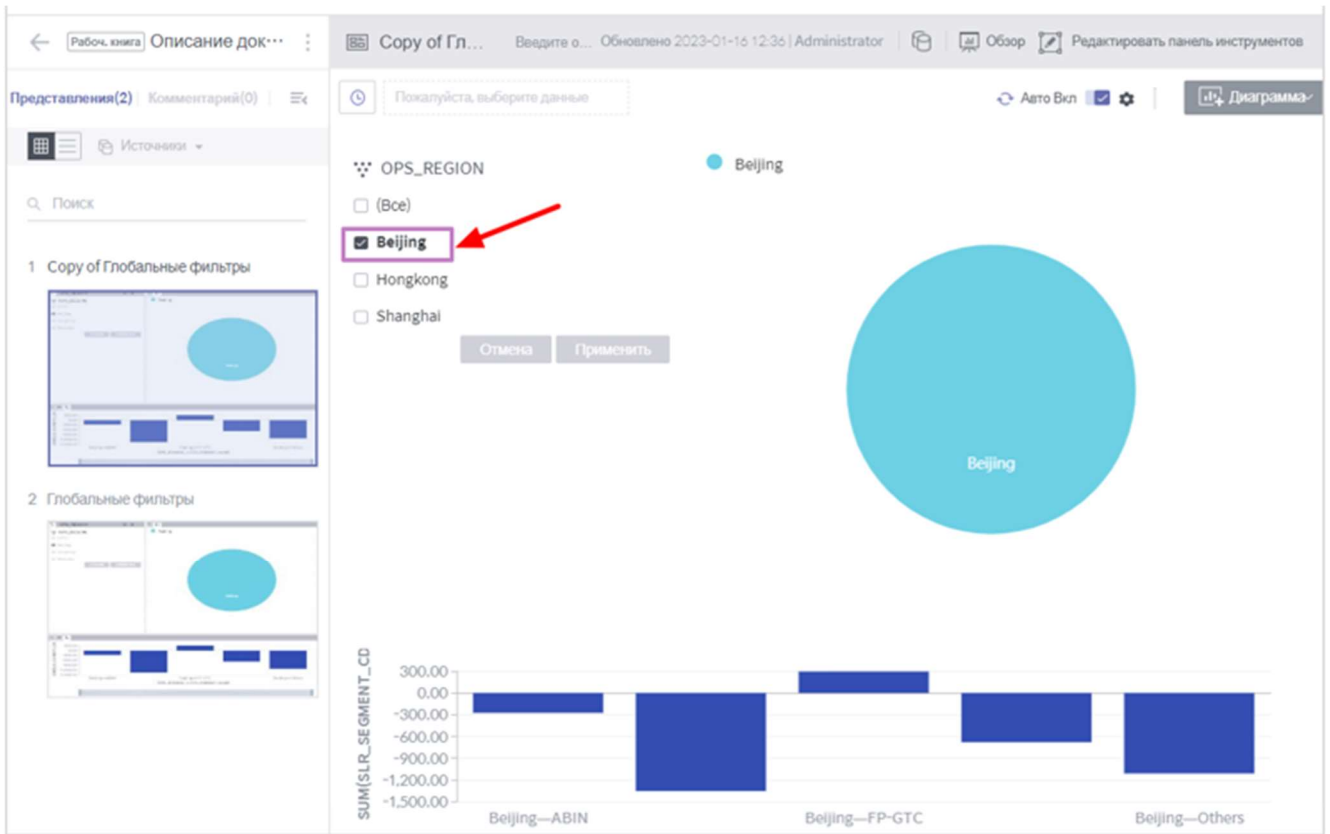 Рабоч. книга Описание док···
Представления(2) Комментарий(0)
Источники
Поиск
1 Copy of Глобальные фильтры
2 Глобальные фильтры
Copy of Гл... Введите о... Обновлено 2023-01-16 12:36 | Administrator Обзор Редактировать панель инструментов
Пожалуйста, выберите данные Авто Вкл Диаграмма
OPS_REGION
(Все)
Beijing
Hongkong
Shanghai
Отмена Применить
Beijing
Beijing
SUM(SLR_SEGMENT_CD
300.00
0.00
-300.00
-600.00
-900.00
-1,200.00
-1,500.00
Beijing—ABIN Beijing—FP-GTC Beijing—Others